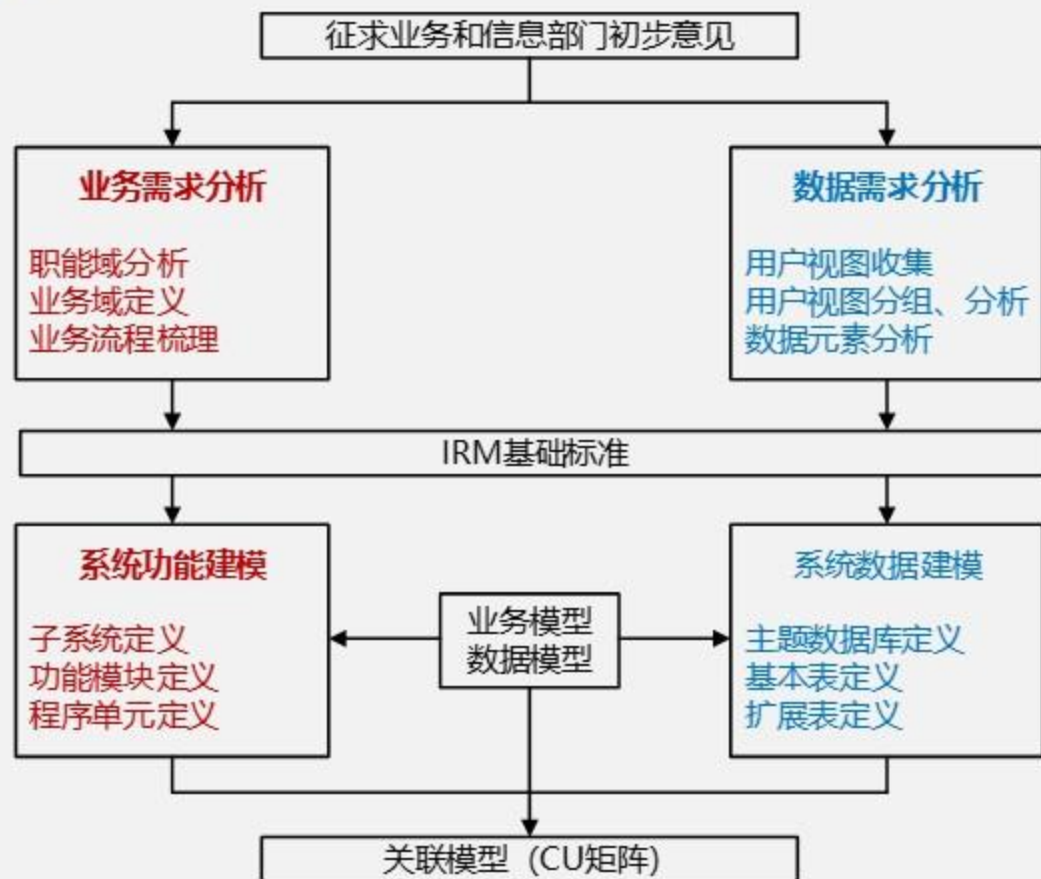 征求业务和信息部门初步意见
业务需求分析
职能域分析
业务域定义
业务流程梳理
数据需求分析
用户视图收集
用户视图分组、分析
数据元素分析
IRM基础标准
系统功能建模
子系统定义
功能模块定义
程序单元定义
业务模型
数据模型
系统数据建模
主题数据库定义
基本表定义
扩展表定义
关联模型 (CU矩阵)